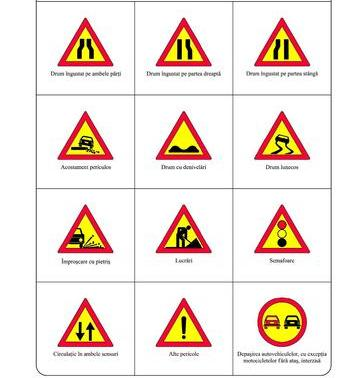 Drum îngustat pe ambele părți
Drum îngustat pe partea dreaptă
Drum îngustat pe partea stângă
Acostament periculos
Drum cu denivelări
Drum lunecos
Împroșcare cu pietriș
Lucrări
Semafoare
Circulație în ambele sensuri
Alte pericole
Depășirea autovehiculelor, cu excepția
motocicletelor fără ataș, interzisă